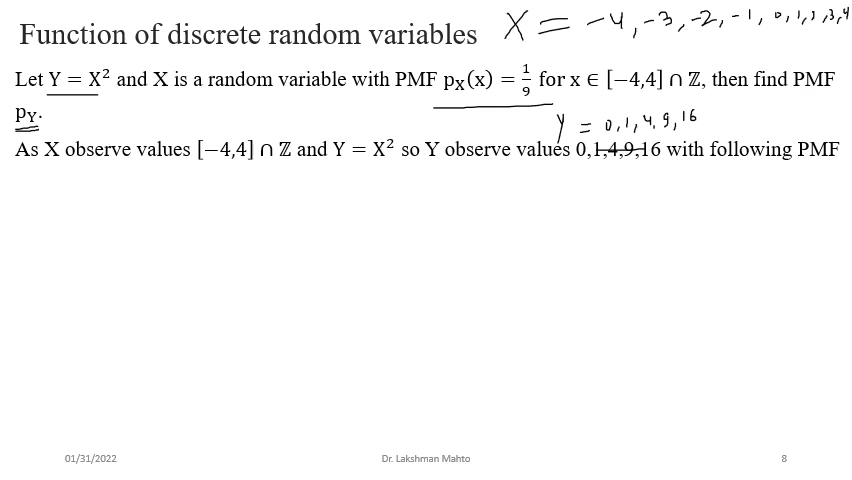 Function of discrete random variables
X = -4, -3, -2, -1, 0, 1, 2, 3, 4
Let Y = X² and X is a random variable with PMF p_X(x) = 1/9 for x ∈ [−4,4] ∩ ℤ, then find PMF
p_Y.
Y = 0, 1, 4, 9, 16
As X observe values [−4,4] ∩ ℤ and Y = X² so Y observe values 0,1,4,9,16 with following PMF
01/31/2022
Dr. Lakshman Mahto
8